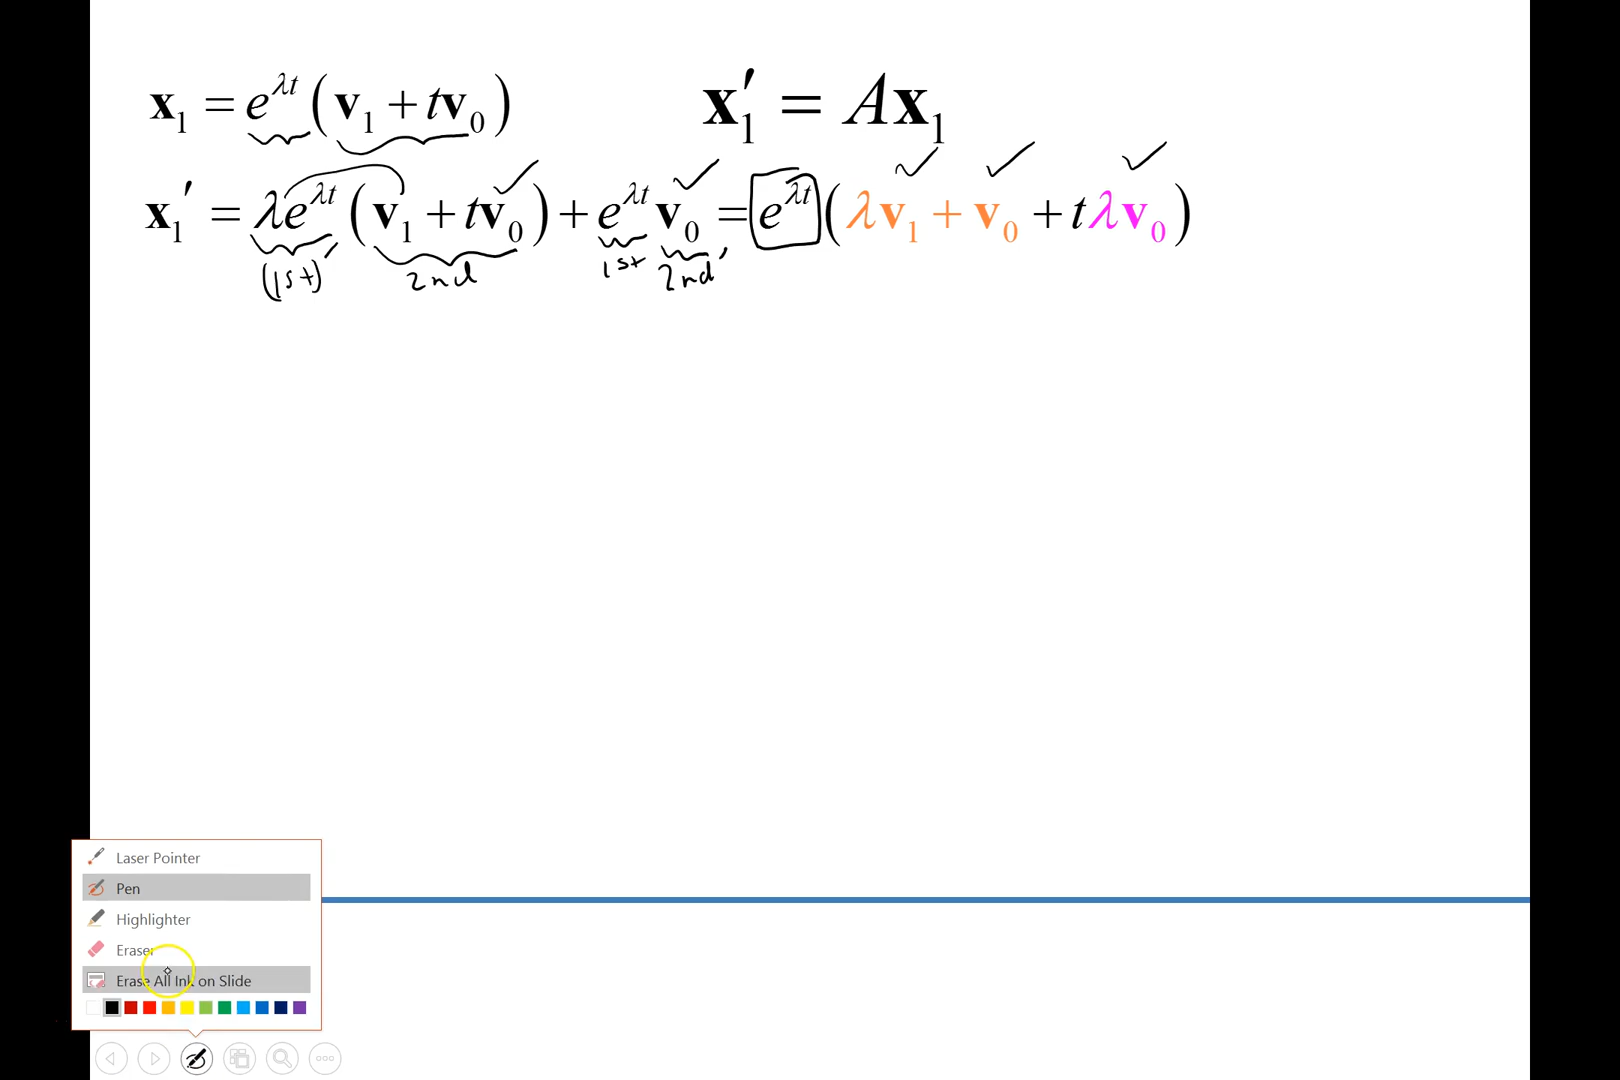 x₁ = e^{λt}(v₁ + tv₀)
x₁′ = Ax₁
x₁′ = λe^{λt}(v₁ + tv₀) + e^{λt}v₀ = e^{λt}(λv₁ + v₀ + tλv₀)
(1st)′ 2nd 1st 2nd′
Laser Pointer
Pen
Highlighter
Eraser
Erase All Ink on Slide